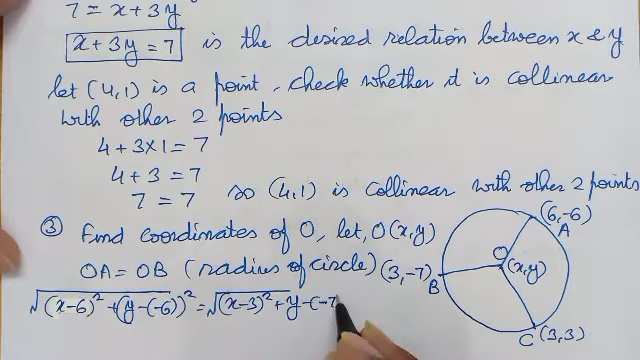 7 = x + 3y
x + 3y = 7 is the desired relation between x & y
let (4,1) is a point, check whether it is collinear
with other 2 points
4 + 3×1 = 7
4 + 3 = 7
7 = 7 so (4,1) is collinear with other 2 points
③ Find coordinates of O, let, O(x,y)
OA = OB (radius of circle)
√(x-6)² + (y-(-6))² = √(x-3)² + y-(-7
(6,-6)
A
(3,-7)
B
O
(x,y)
C (3,3)